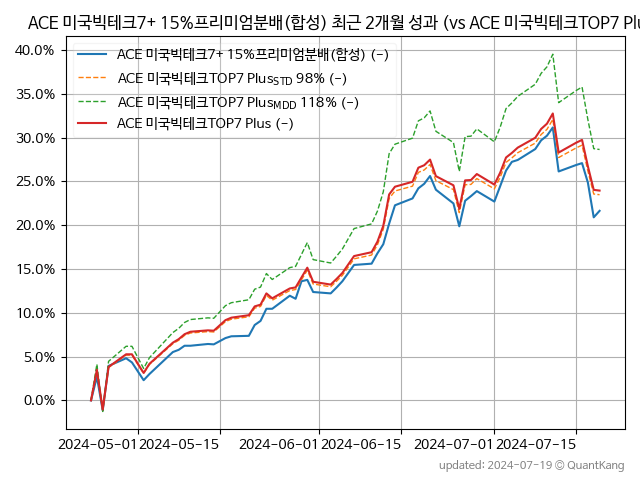 ACE 미국빅테크7+ 15%프리미엄분배(합성) 최근 2개월 성과 (vs ACE 미국빅테크TOP7 Plu
ACE 미국빅테크7+ 15%프리미엄분배(합성) (-)
ACE 미국빅테크TOP7 PlusSTD 98% (-)
ACE 미국빅테크TOP7 PlusMDD 118% (-)
ACE 미국빅테크TOP7 Plus (-)
40.0%
35.0%
30.0%
25.0%
20.0%
15.0%
10.0%
5.0%
0.0%
2024-05-01 2024-05-15 2024-06-01 2024-06-15 2024-07-01 2024-07-15
updated: 2024-07-19 © QuantKang